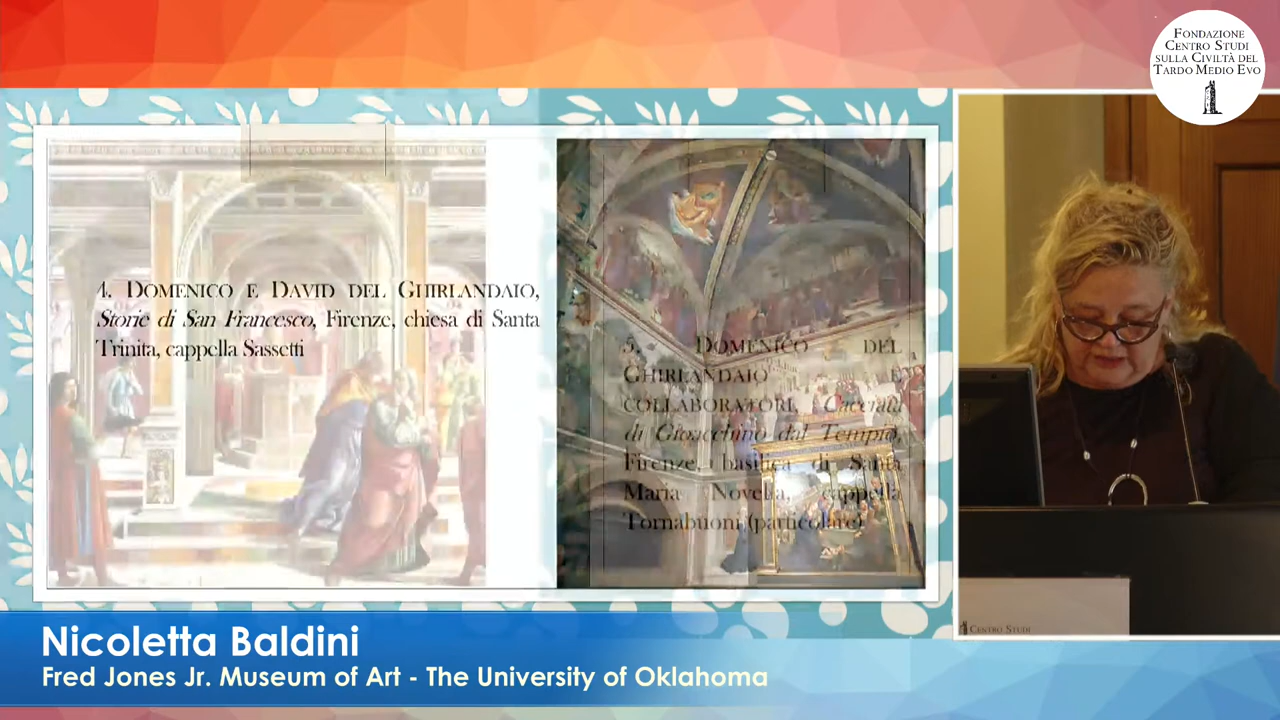 FONDAZIONE
CENTRO STUDI
SULLA CIVILTÀ DEL
TARDO MEDIO EVO
4. DOMENICO E DAVID DEL GHIRLANDAIO,
Storie di San Francesco, Firenze, chiesa di Santa
Trinita, cappella Sassetti
5. DOMENICO DEL
GHIRLANDAIO E
COLLABORATORI, Cacciata
di Gioacchino dal Tempio,
Firenze, basilica di Santa
Maria Novella, cappella
Tornabuoni (particolare)
CENTRO STUDI
Nicoletta Baldini
Fred Jones Jr. Museum of Art - The University of Oklahoma